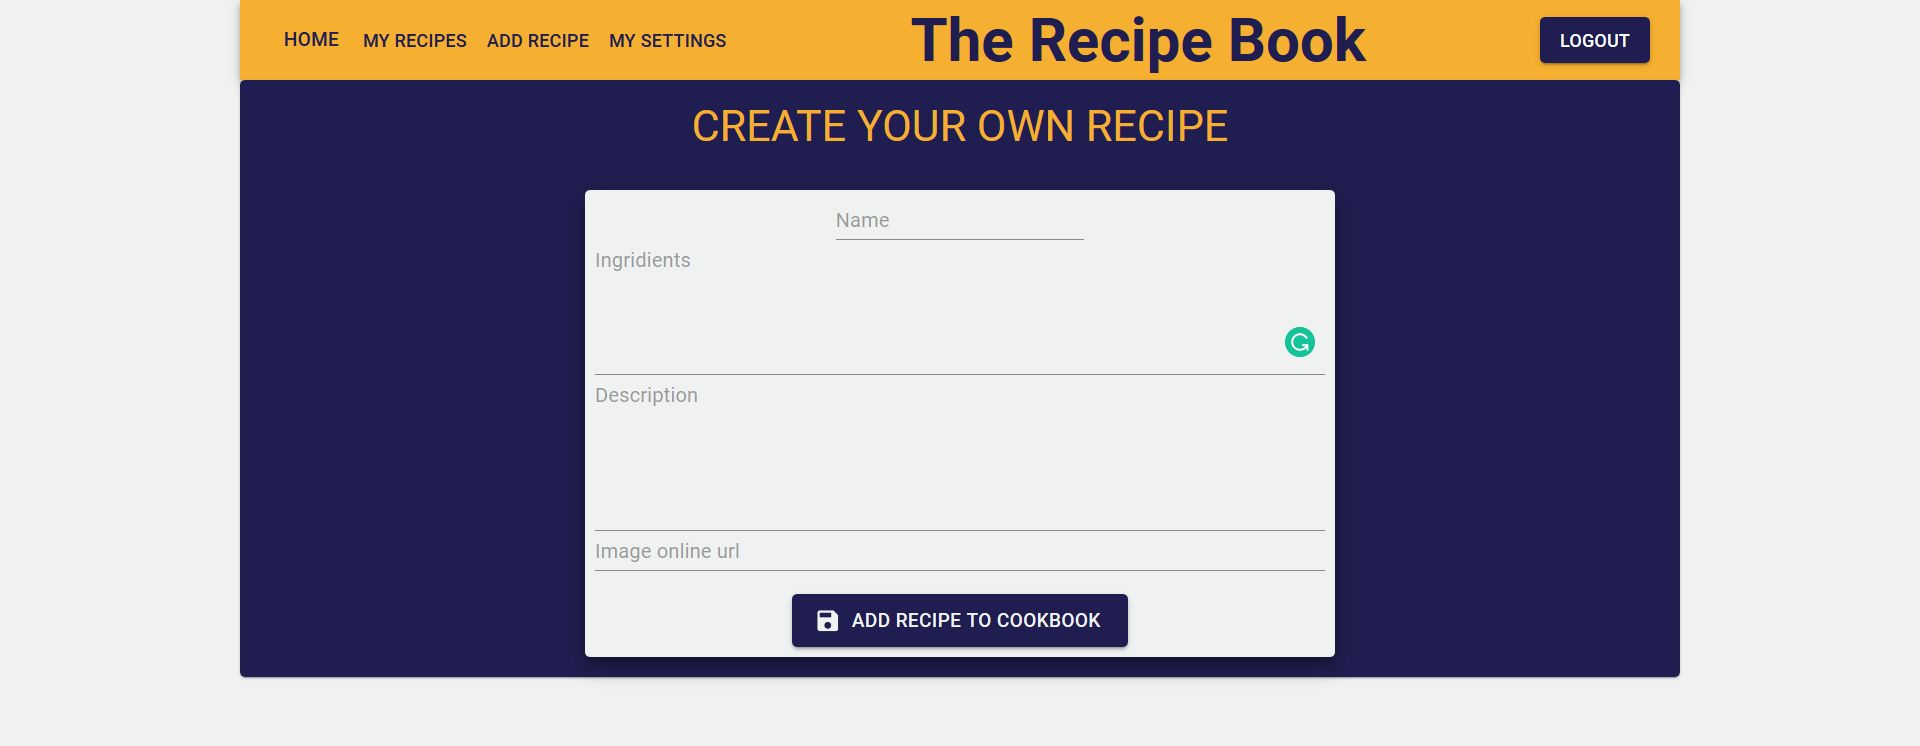 HOME MY RECIPES ADD RECIPE MY SETTINGS The Recipe Book LOGOUT
CREATE YOUR OWN RECIPE
Name
Ingridients
Description
Image online url
ADD RECIPE TO COOKBOOK